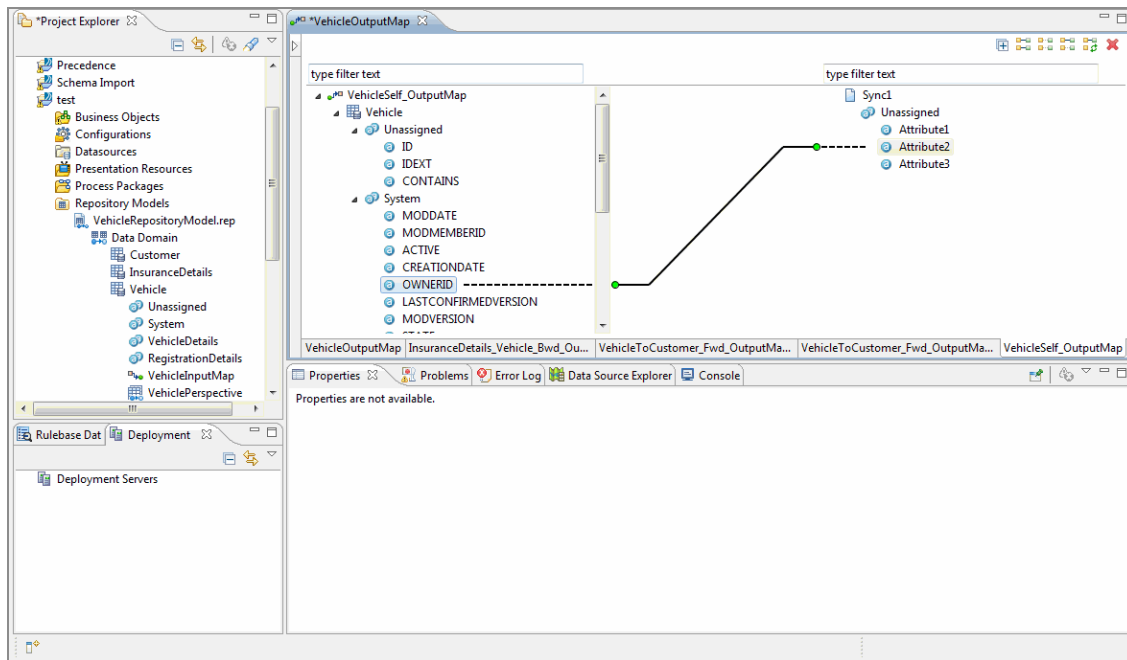 *Project Explorer
Precedence
Schema Import
test
Business Objects
Configurations
Datasources
Presentation Resources
Process Packages
Repository Models
VehicleRepositoryModel.rep
Data Domain
Customer
InsuranceDetails
Vehicle
Unassigned
System
VehicleDetails
RegistrationDetails
VehicleInputMap
VehiclePerspective
*VehicleOutputMap
type filter text
VehicleSelf_OutputMap
Vehicle
Unassigned
ID
IDEXT
CONTAINS
System
MODDATE
MODMEMBERID
ACTIVE
CREATIONDATE
OWNERID
LASTCONFIRMEDVERSION
MODVERSION
type filter text
Sync1
Unassigned
Attribute1
Attribute2
Attribute3
VehicleOutputMap InsuranceDetails_Vehicle_Bwd_Ou... VehicleToCustomer_Fwd_OutputMa... VehicleToCustomer_Fwd_OutputMa... VehicleSelf_OutputMap
Rulebase Dat Deployment
Deployment Servers
Properties Problems Error Log Data Source Explorer Console
Properties are not available.